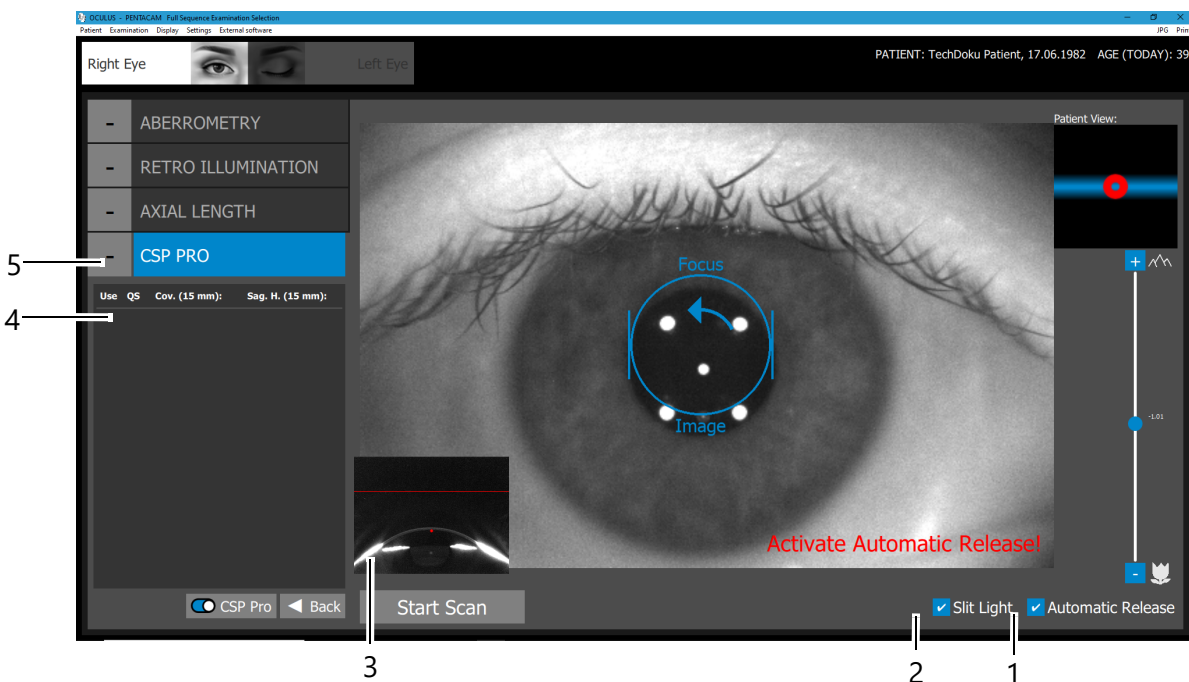 OCULUS - PENTACAM Full Sequence Examination Selection
Patient Examination Display Settings External software JPG Prin
Right Eye
Left Eye
PATIENT: TechDoku Patient, 17.06.1982 AGE (TODAY): 39
- ABERROMETRY
- RETRO ILLUMINATION
- AXIAL LENGTH
- CSP PRO
Use QS Cov. (15 mm): Sag. H. (15 mm):
Patient View:
+
Focus
Image
-1.01
Activate Automatic Release!
-
CSP Pro
Back
Start Scan
Slit Light
Automatic Release
5
4
3
2
1